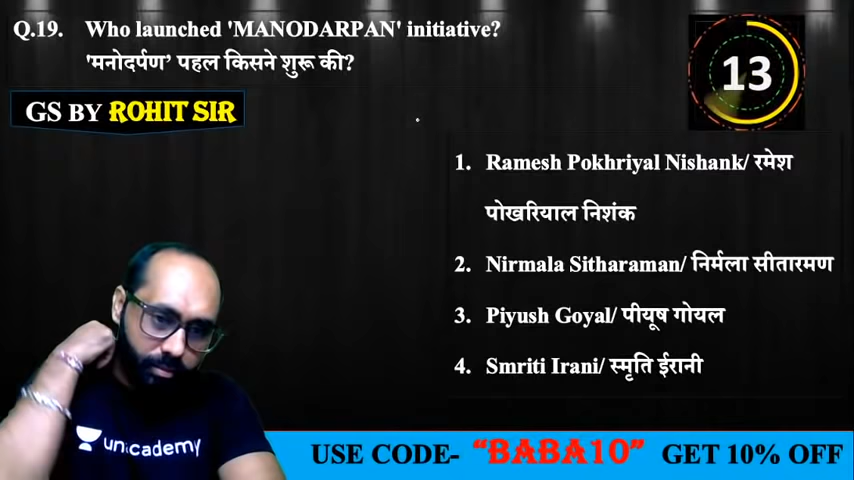 Q.19. Who launched 'MANODARPAN' initiative?
'मनोदर्पण' पहल किसने शुरू की?
13
GS BY ROHIT SIR
1. Ramesh Pokhriyal Nishank/ रमेश
पोखरियाल निशंक
2. Nirmala Sitharaman/ निर्मला सीतारमण
3. Piyush Goyal/ पीयूष गोयल
4. Smriti Irani/ स्मृति ईरानी
unacademy
USE CODE- “BABA10” GET 10% OFF